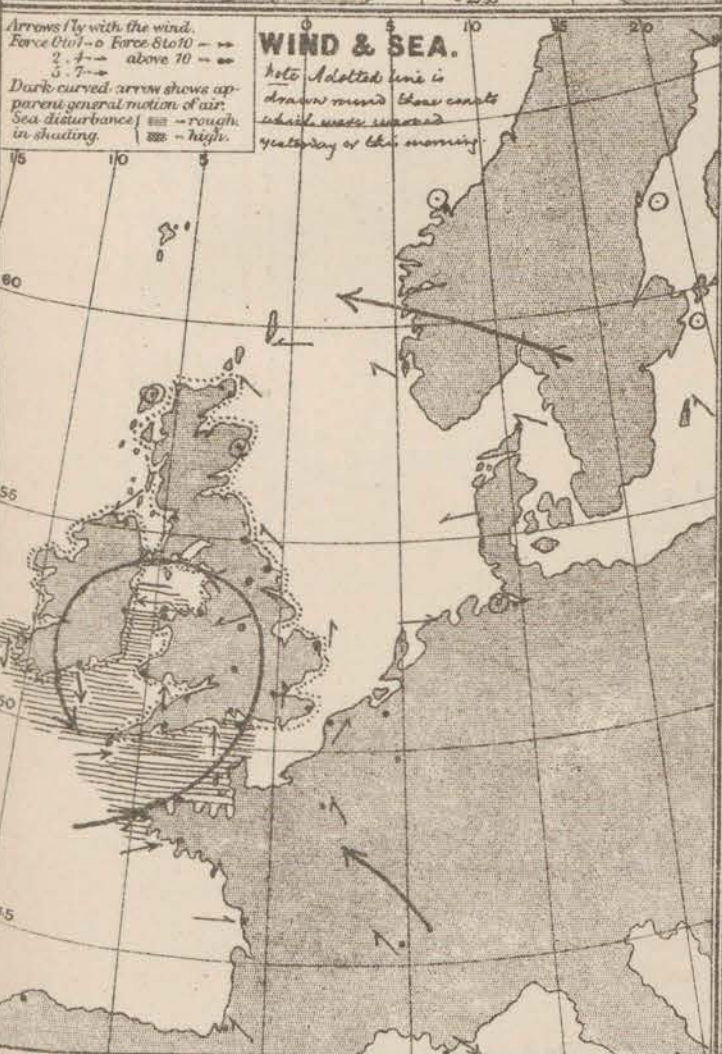 Arrows fly with the wind.
Force 0 to 1 - o Force 8 to 10 -
2 . 4 - above 10 -
5 . 7 -
Dark curved arrow shows ap-
parent general motion of air.
Sea disturbance { - rough.
in shading. { - high.
WIND & SEA.
Note A dotted line is
drawn round those coasts
which were warned
yesterday or this morning.
0 5 10 15 20
15 10 5
60
55
50
45